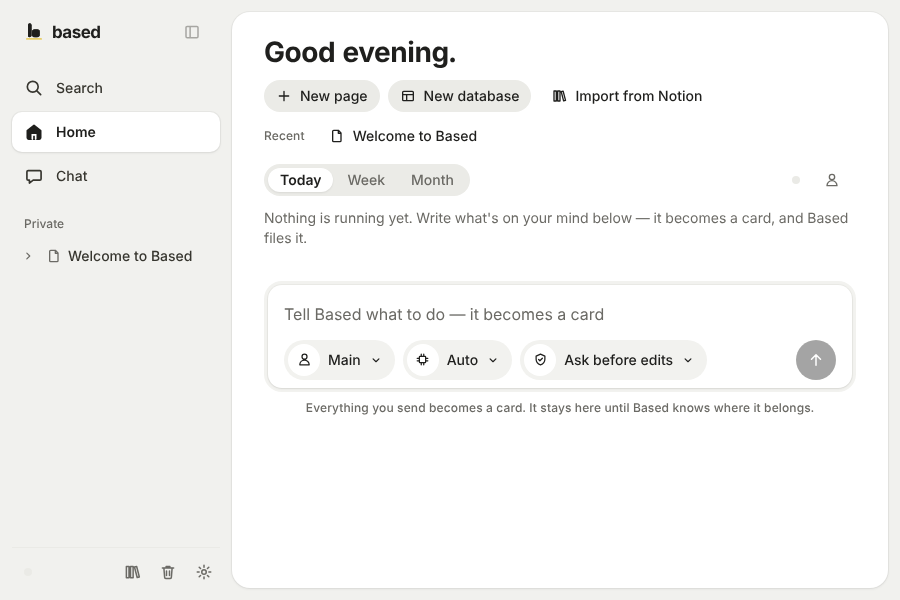 based
Search
Home
Chat
Private
Welcome to Based
Good evening.
New page
New database
Import from Notion
Recent
Welcome to Based
Today
Week
Month
Nothing is running yet. Write what's on your mind below — it becomes a card, and Based
files it.
Tell Based what to do — it becomes a card
Main
Auto
Ask before edits
Everything you send becomes a card. It stays here until Based knows where it belongs.